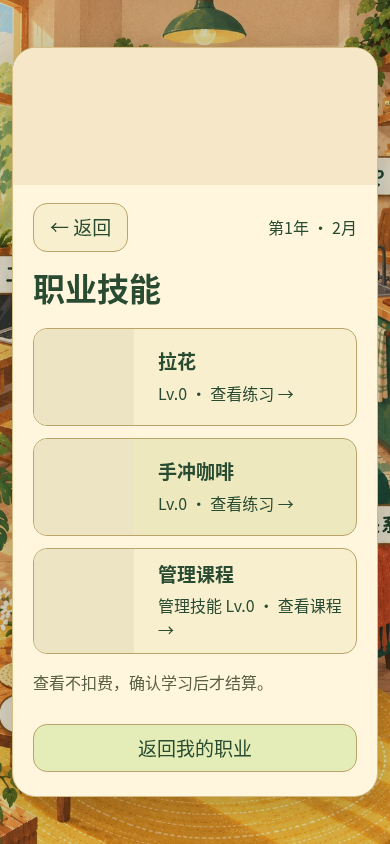 ← 返回
第1年 · 2月
职业技能
拉花
Lv.0 · 查看练习 →
手冲咖啡
Lv.0 · 查看练习 →
管理课程
管理技能 Lv.0 · 查看课程
→
查看不扣费，确认学习后才结算。
返回我的职业